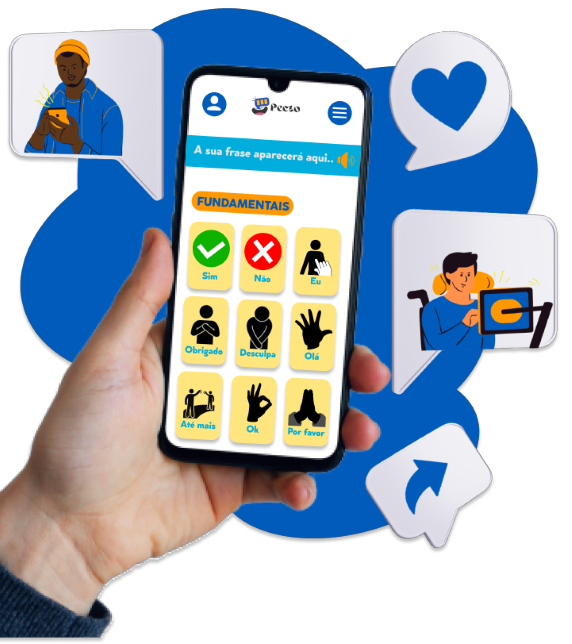 Pecso
A sua frase aparecerá aqui..
FUNDAMENTAIS
Sim
Não
Eu
Obrigado
Desculpa
Olá
Até mais
Ok
Por favor